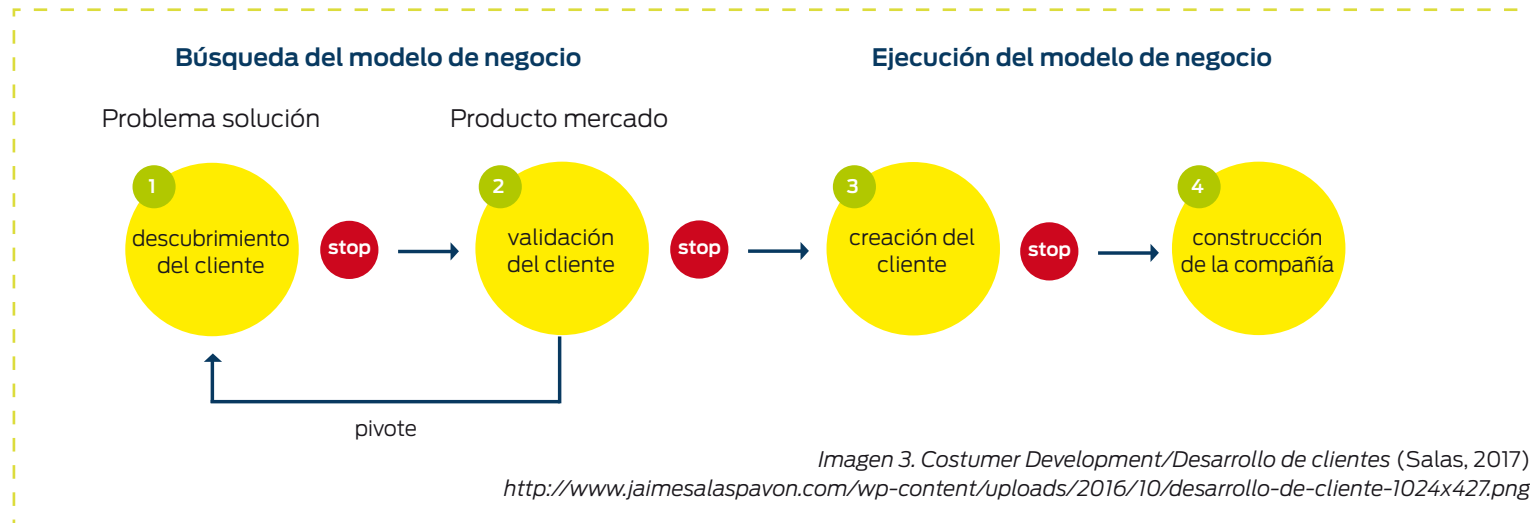 Búsqueda del modelo de negocio
Ejecución del modelo de negocio
Problema solución
Producto mercado
1
descubrimiento
del cliente
stop
2
validación
del cliente
stop
3
creación del
cliente
stop
4
construcción
de la compañía
pivote
Imagen 3. Costumer Development/Desarrollo de clientes (Salas, 2017)
http://www.jaimesalaspavon.com/wp-content/uploads/2016/10/desarrollo-de-cliente-1024x427.png